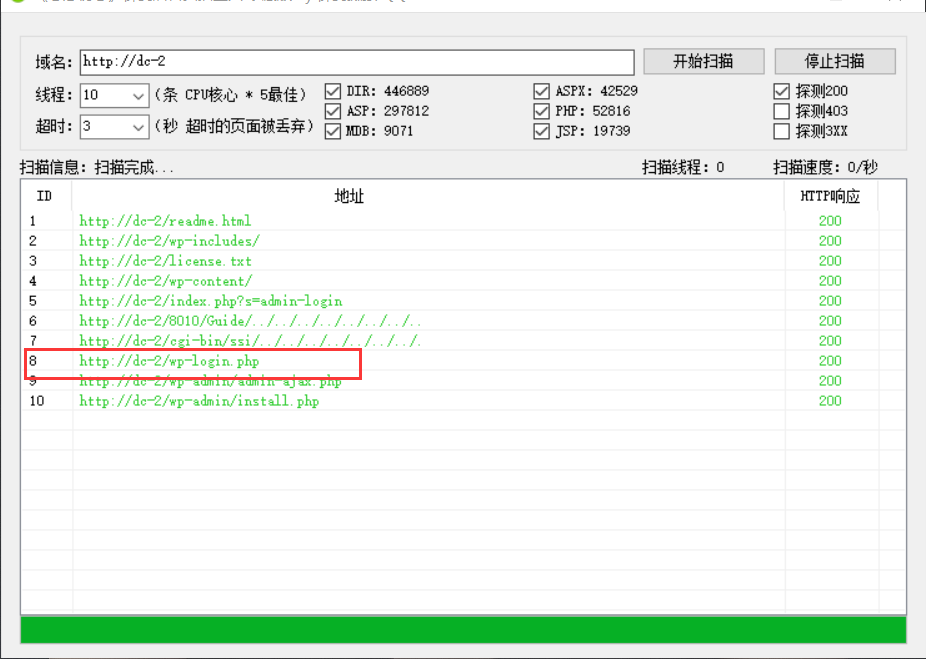 域名: http://dc-2 开始扫描 停止扫描
线程: 10 (条 CPU核心 * 5最佳) DIR: 446889 ASPX: 42529 探测200
ASP: 297812 PHP: 52816 探测403
超时: 3 (秒 超时的页面被丢弃) MDB: 9071 JSP: 19739 探测3XX
扫描信息: 扫描完成... 扫描线程: 0 扫描速度: 0/秒
ID 地址 HTTP响应
1 http://dc-2/readme.html 200
2 http://dc-2/wp-includes/ 200
3 http://dc-2/license.txt 200
4 http://dc-2/wp-content/ 200
5 http://dc-2/index.php?s=admin-login 200
6 http://dc-2/8010/Guide/../../../../../../../.. 200
7 http://dc-2/cgi-bin/ssi/../../../../../../../. 200
8 http://dc-2/wp-login.php 200
9 http://dc-2/wp-admin/admin-ajax.php 200
10 http://dc-2/wp-admin/install.php 200